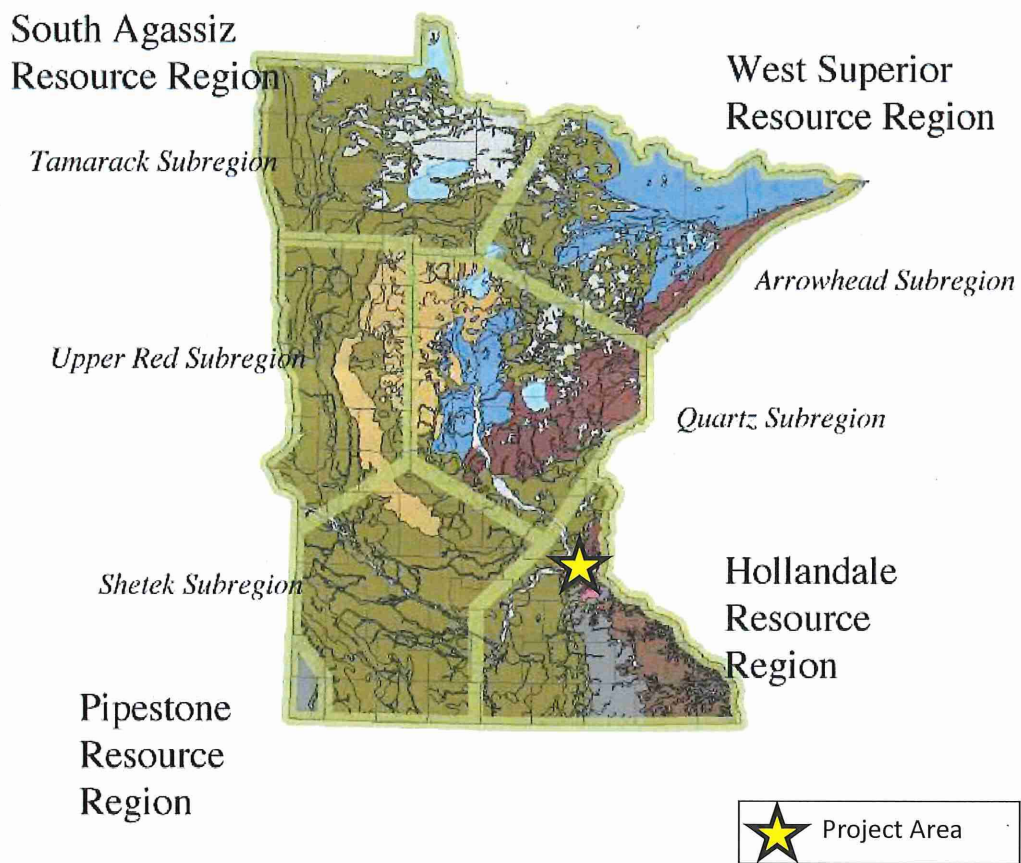 South Agassiz
Resource Region
West Superior
Resource Region
Tamarack Subregion
Arrowhead Subregion
Upper Red Subregion
Quartz Subregion
Shetek Subregion
Hollandale
Resource
Region
Pipestone
Resource
Region
Project Area